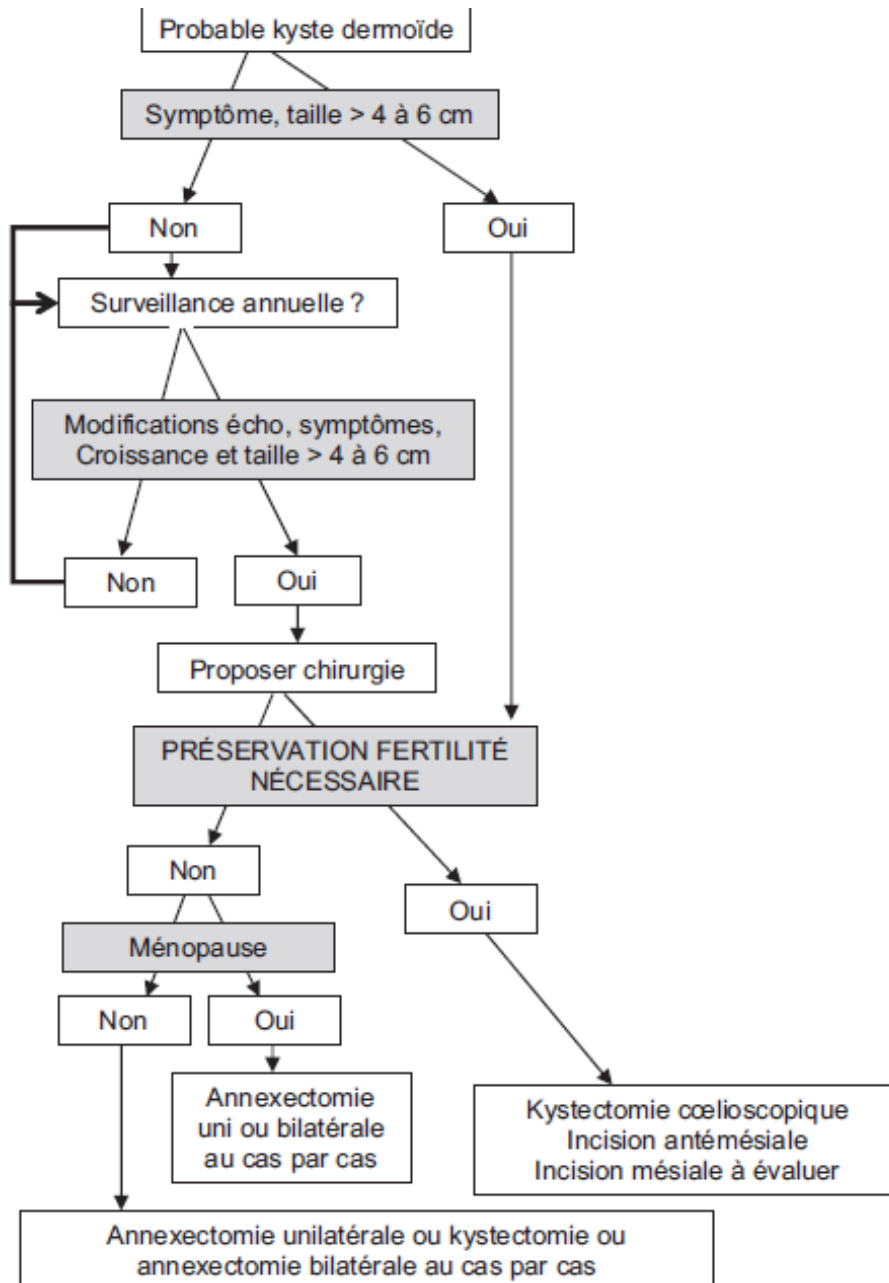 Probable kyste dermoïde
Symptôme, taille > 4 à 6 cm
Non
Oui
Surveillance annuelle ?
Modifications écho, symptômes,
Croissance et taille > 4 à 6 cm
Non
Oui
Proposer chirurgie
PRÉSERVATION FERTILITÉ
NÉCESSAIRE
Non
Oui
Ménopause
Non
Oui
Annexectomie
uni ou bilatérale
au cas par cas
Kystectomie cœlioscopique
Incision antémésiale
Incision mésiale à évaluer
Annexectomie unilatérale ou kystectomie ou
annexectomie bilatérale au cas par cas